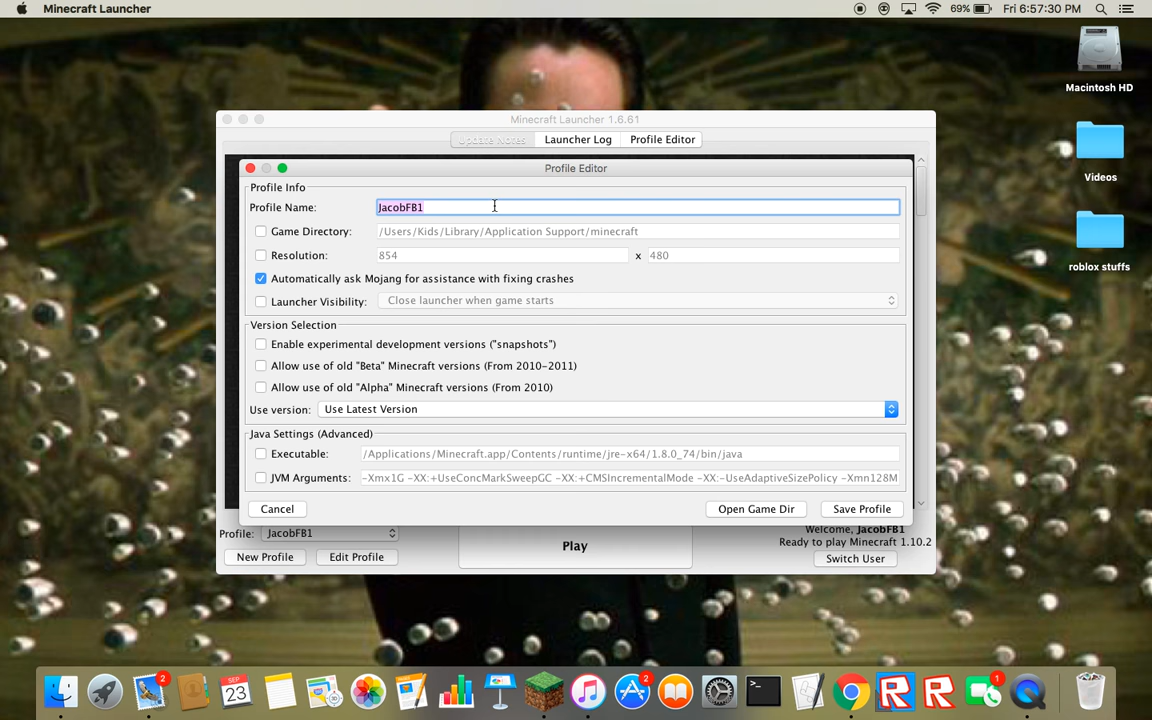 Minecraft Launcher
69% Fri 6:57:30 PM
Macintosh HD
Videos
roblox stuffs
Minecraft Launcher 1.6.61
Update Notes Launcher Log Profile Editor
Profile Editor
Profile Info
Profile Name: JacobFB1
Game Directory: /Users/Kids/Library/Application Support/minecraft
Resolution: 854 x 480
Automatically ask Mojang for assistance with fixing crashes
Launcher Visibility: Close launcher when game starts
Version Selection
Enable experimental development versions ("snapshots")
Allow use of old "Beta" Minecraft versions (From 2010-2011)
Allow use of old "Alpha" Minecraft versions (From 2010)
Use version: Use Latest Version
Java Settings (Advanced)
Executable: /Applications/Minecraft.app/Contents/runtime/jre-x64/1.8.0_74/bin/java
JVM Arguments: -Xmx1G -XX:+UseConcMarkSweepGC -XX:+CMSIncrementalMode -XX:-UseAdaptiveSizePolicy -Xmn128M
Cancel Open Game Dir Save Profile
Profile: JacobFB1
Play
Welcome, JacobFB1
Ready to play Minecraft 1.10.2
New Profile Edit Profile Switch User
2
SEP
23
2
>_
1